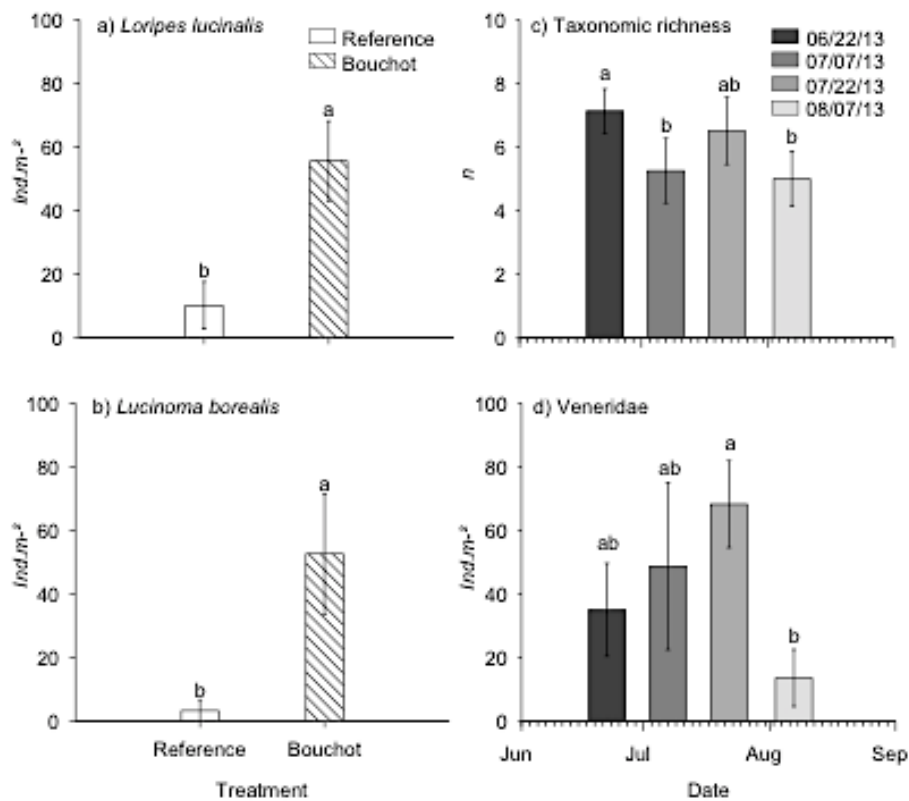 a) Loripes lucinalis
Reference
Bouchot
100
80
60
40
20
0
Ind.m-²
b
a
c) Taxonomic richness
06/22/13
07/07/13
07/22/13
08/07/13
10
8
6
4
2
0
n
a
b
ab
b
b) Lucinoma borealis
100
80
60
40
20
0
Ind.m-²
b
a
Reference
Bouchot
Treatment
d) Veneridae
100
80
60
40
20
0
Ind.m-²
ab
ab
a
b
Jun
Jul
Aug
Sep
Date